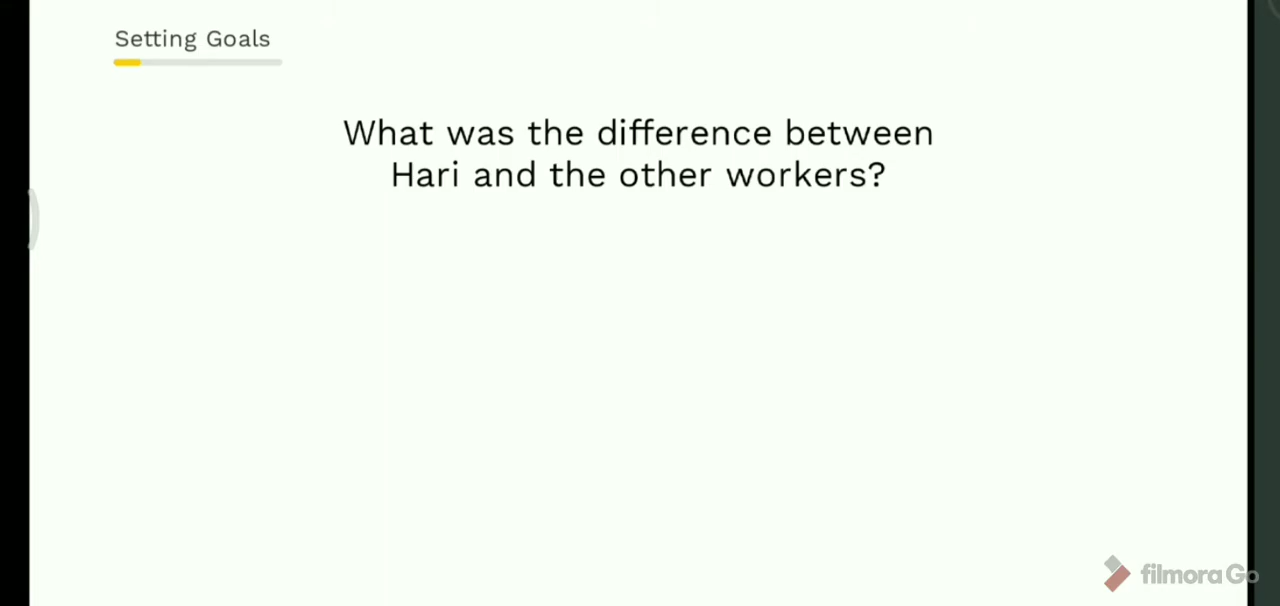 Setting Goals
What was the difference between
Hari and the other workers?
filmora Go